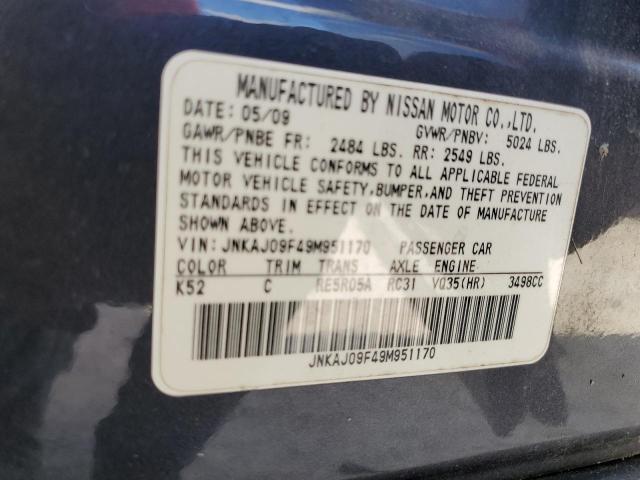 MANUFACTURED BY NISSAN MOTOR CO.,LTD.
DATE: 05/09 GVWR/PNBV: 5024 LBS.
GAWR/PNBE FR: 2484 LBS. RR: 2549 LBS.
THIS VEHICLE CONFORMS TO ALL APPLICABLE FEDERAL
MOTOR VEHICLE SAFETY,BUMPER,AND THEFT PREVENTION
STANDARDS IN EFFECT ON THE DATE OF MANUFACTURE
SHOWN ABOVE.
VIN: JNKAJ09F49M951170 PASSENGER CAR
COLOR TRIM TRANS AXLE ENGINE
K52 C RE5R05A RC31 VQ35(HR) 3498CC
JNKAJ09F49M951170